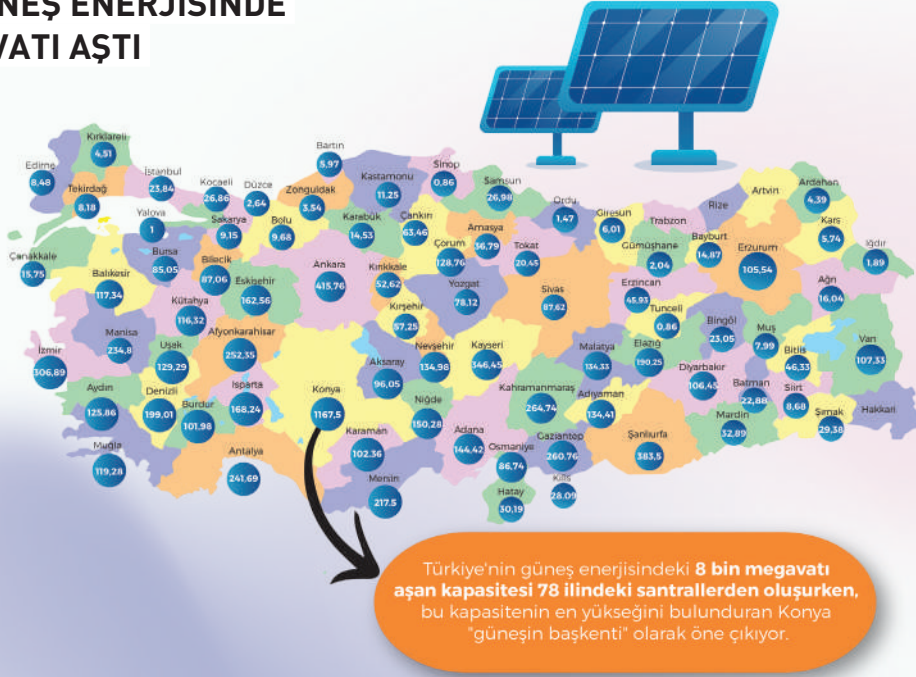 NEŞ ENERJİSİNDE
VATI AŞTI
Kırklareli
4,51
Edirne
8,48
Tekirdağ
8,18
İstanbul
23,84
Kocaeli
26,86
Düzce
2,64
Bartın
5,97
Zonguldak
3,54
Kastamonu
11,25
Sinop
0,86
Samsun
26,98
Ordu
1,47
Giresun
6,01
Trabzon
Rize
Artvin
Ardahan
4,39
Kars
5,74
Iğdır
1,89
Yalova
1
Sakarya
9,15
Bolu
9,68
Karabük
14,53
Çankırı
63,46
Amasya
36,79
Çorum
128,76
Tokat
20,45
Gümüşhane
2,04
Bayburt
14,87
Erzurum
105,54
Ağrı
16,04
Çanakkale
15,75
Balıkesir
117,34
Bursa
85,05
Bilecik
87,06
Eskişehir
162,56
Ankara
415,76
Kırıkkale
52,62
Yozgat
78,12
Sivas
87,62
Erzincan
45,93
Tunceli
0,86
Bingöl
23,05
Muş
7,99
Bitlis
46,33
Van
107,33
Kütahya
116,32
Kırşehir
57,25
Manisa
234,8
Uşak
129,29
Afyonkarahisar
252,35
İzmir
306,89
Nevşehir
134,98
Kayseri
346,45
Malatya
134,33
Elazığ
190,25
Diyarbakır
106,45
Batman
22,88
Siirt
8,68
Şırnak
29,38
Hakkari
Aydın
125,86
Denizli
199,01
Burdur
101,98
Isparta
168,24
Konya
1167,5
Aksaray
96,05
Niğde
150,28
Kahramanmaraş
264,74
Adıyaman
134,41
Mardin
32,89
Muğla
119,28
Antalya
241,69
Karaman
102,36
Mersin
217,5
Adana
144,42
Osmaniye
86,74
Gaziantep
260,76
Şanlıurfa
383,5
Kilis
28.09
Hatay
30,19
Türkiye'nin güneş enerjisindeki 8 bin megavatı
aşan kapasitesi 78 ilindeki santrallerden oluşurken,
bu kapasitenin en yükseğini bulunduran Konya
"güneşin başkenti" olarak öne çıkıyor.